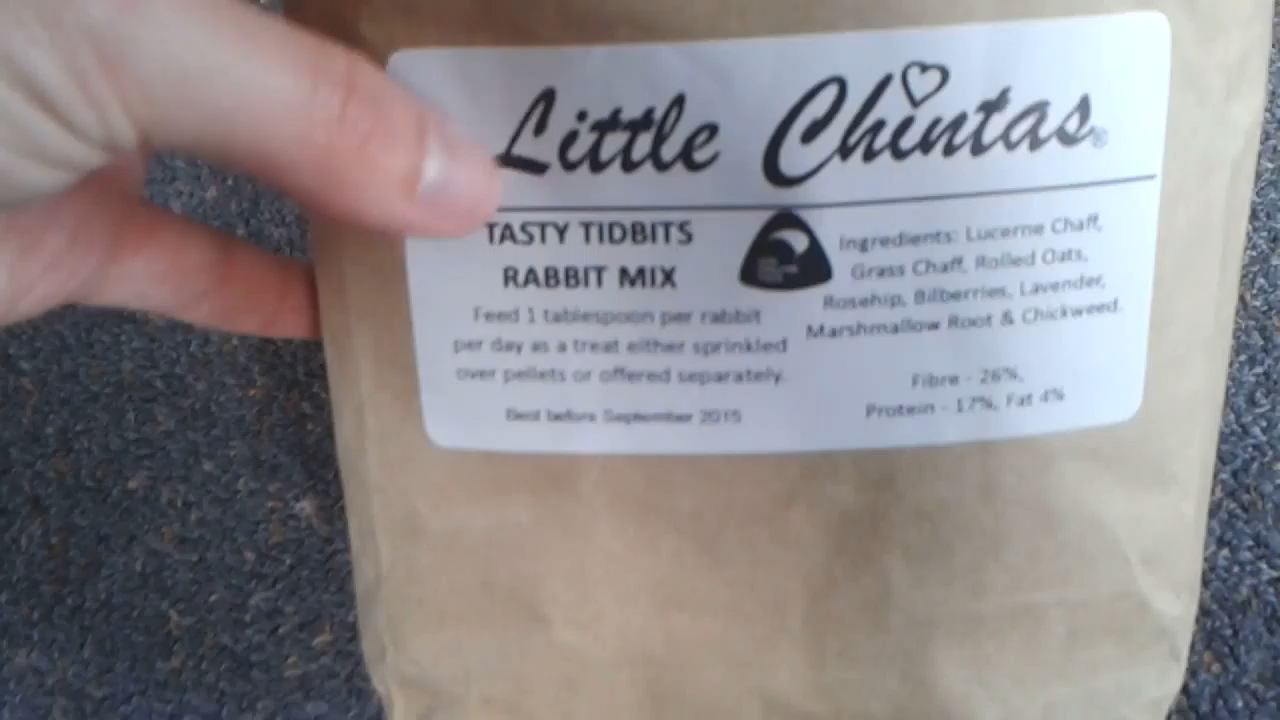 Little Chintas®
TASTY TIDBITS
RABBIT MIX
Feed 1 tablespoon per rabbit
per day as a treat either sprinkled
over pellets or offered separately.
Best before September 2015
Ingredients: Lucerne Chaff,
Grass Chaff, Rolled Oats,
Rosehip, Bilberries, Lavender,
Marshmallow Root & Chickweed.
Fibre - 26%,
Protein - 17%, Fat 4%